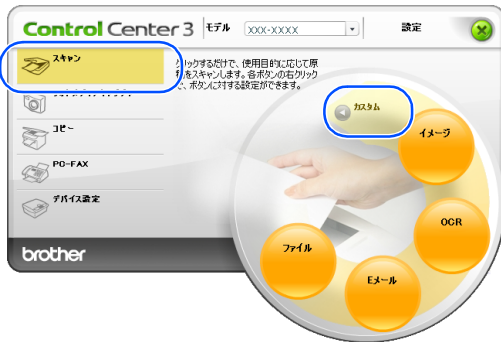 Control Center 3 モデル XXX-XXXX 設定
スキャン
リックするだけで、使用目的に応じて原
をスキャンします。各ボタンの右クリック
、ボタンに対する設定ができます。
カスタム
イメージ
コピー
PC-FAX
デバイス設定
OCR
ファイル
Eメール
brother